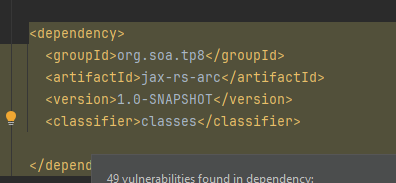 <dependency>
<groupId>org.soa.tp8</groupId>
<artifactId>jax-rs-arc</artifactId>
<version>1.0-SNAPSHOT</version>
<classifier>classes</classifier>
</depend
49 vulnerabilities found in dependency: